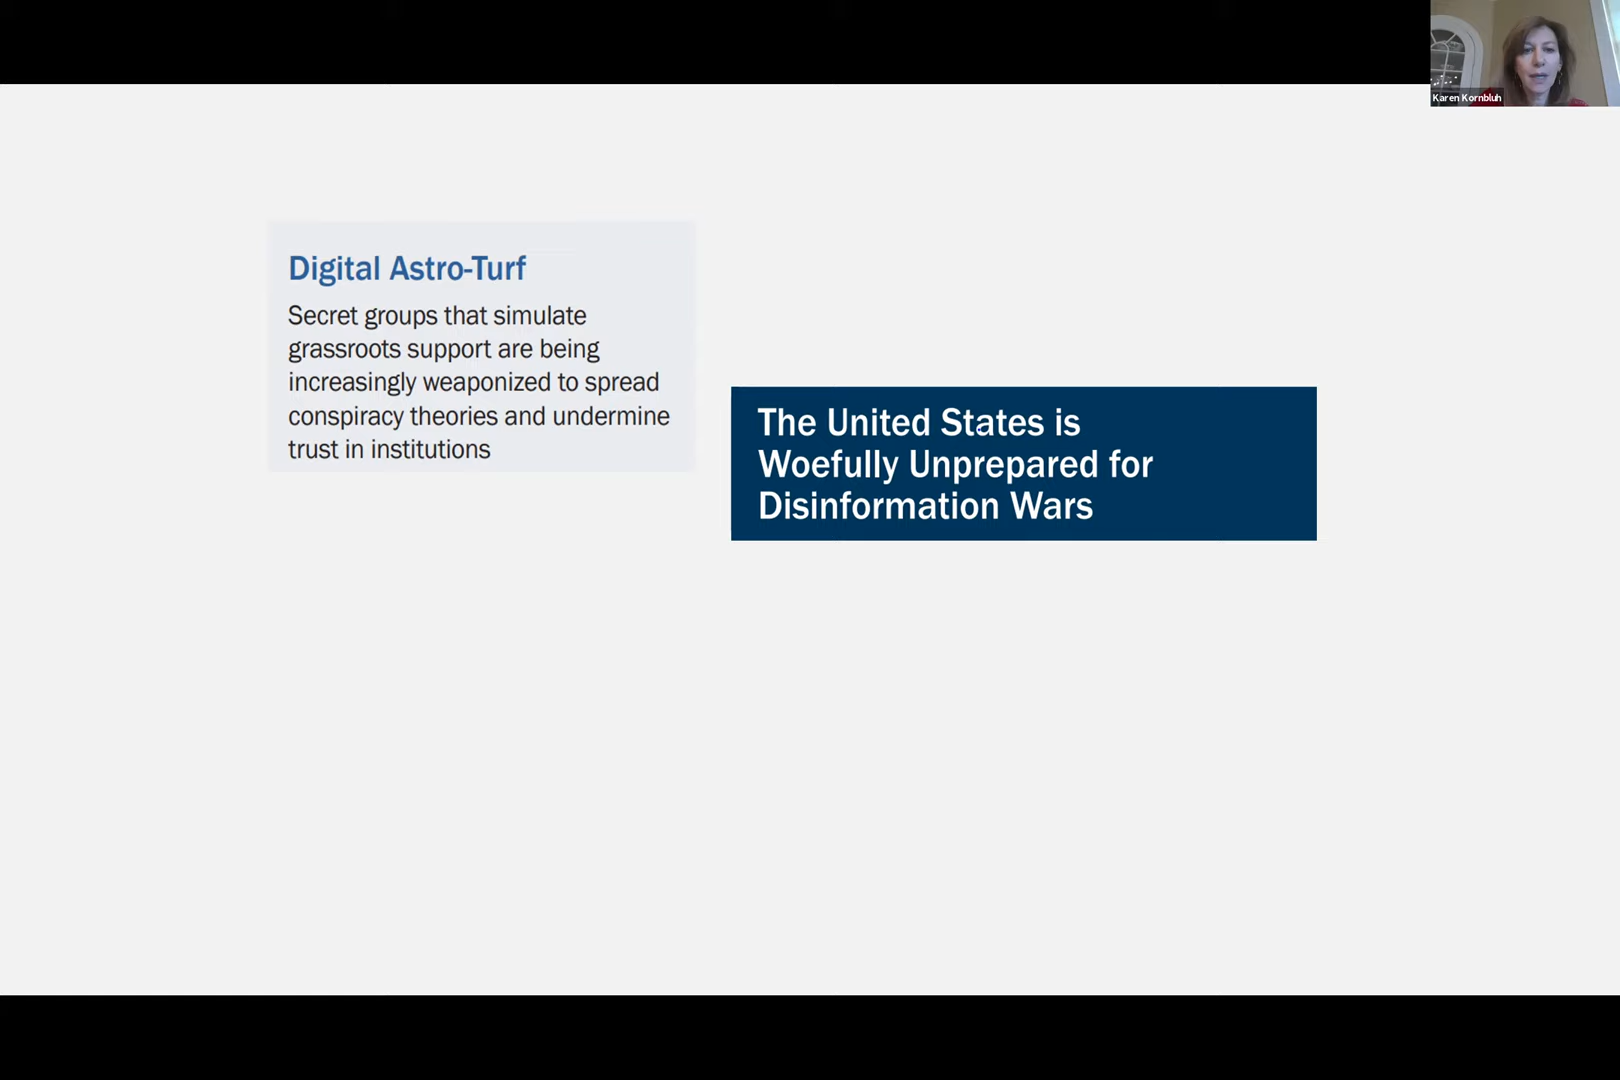 Karen Kornbluh
Digital Astro-Turf
Secret groups that simulate
grassroots support are being
increasingly weaponized to spread
conspiracy theories and undermine
trust in institutions
The United States is
Woefully Unprepared for
Disinformation Wars